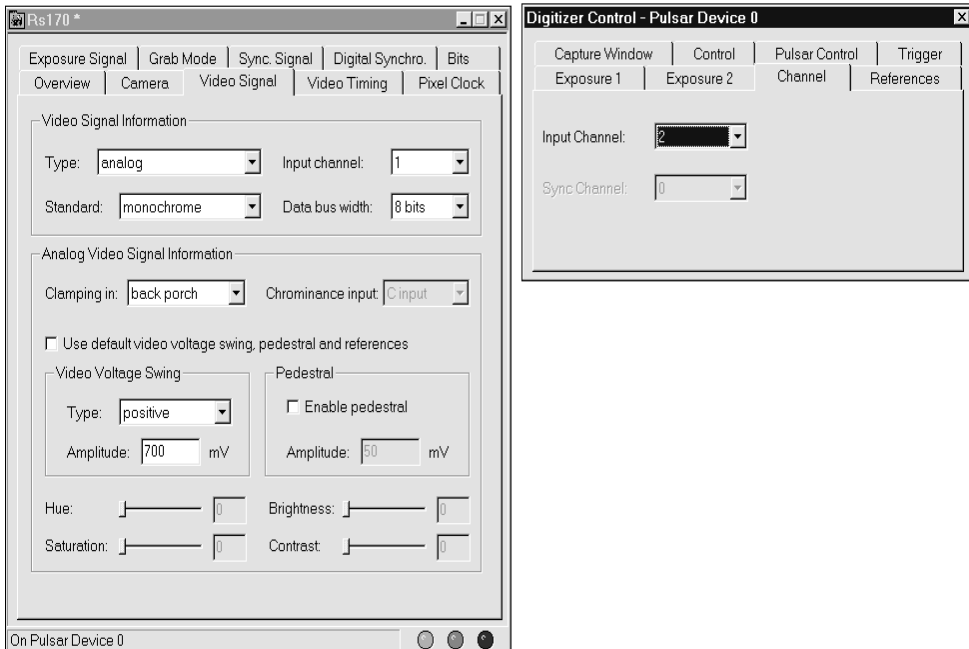 Rs170 *
Exposure Signal Grab Mode Sync. Signal Digital Synchro. Bits
Overview Camera Video Signal Video Timing Pixel Clock
Video Signal Information
Type: analog Input channel: 1
Standard: monochrome Data bus width: 8 bits
Analog Video Signal Information
Clamping in: back porch Chrominance input: C input
Use default video voltage swing, pedestral and references
Video Voltage Swing Pedestral
Type: positive Enable pedestral
Amplitude: 700 mV Amplitude: 50 mV
Hue: 0 Brightness: 0
Saturation: 0 Contrast: 0
On Pulsar Device 0
Digitizer Control - Pulsar Device 0
Capture Window Control Pulsar Control Trigger
Exposure 1 Exposure 2 Channel References
Input Channel: 2
Sync Channel: 0